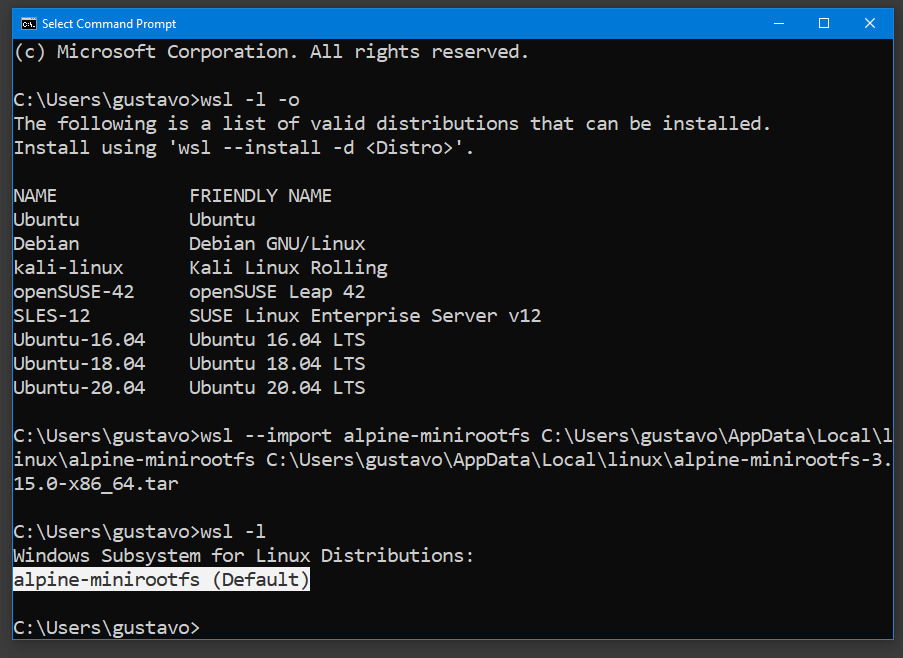 Select Command Prompt
(c) Microsoft Corporation. All rights reserved.
C:\Users\gustavo>wsl -l -o
The following is a list of valid distributions that can be installed.
Install using 'wsl --install -d <Distro>'.
NAME            FRIENDLY NAME
Ubuntu          Ubuntu
Debian          Debian GNU/Linux
kali-linux      Kali Linux Rolling
openSUSE-42     openSUSE Leap 42
SLES-12         SUSE Linux Enterprise Server v12
Ubuntu-16.04    Ubuntu 16.04 LTS
Ubuntu-18.04    Ubuntu 18.04 LTS
Ubuntu-20.04    Ubuntu 20.04 LTS
C:\Users\gustavo>wsl --import alpine-minirootfs C:\Users\gustavo\AppData\Local\l
inux\alpine-minirootfs C:\Users\gustavo\AppData\Local\linux\alpine-minirootfs-3.
15.0-x86_64.tar
C:\Users\gustavo>wsl -l
Windows Subsystem for Linux Distributions:
alpine-minirootfs (Default)
C:\Users\gustavo>